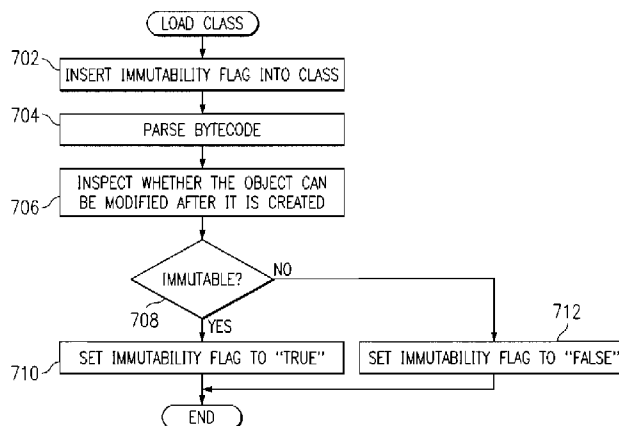 LOAD CLASS
702
INSERT IMMUTABILITY FLAG INTO CLASS
704
PARSE BYTECODE
INSPECT WHETHER THE OBJECT CAN
BE MODIFIED AFTER IT IS CREATED
706
IMMUTABLE?
NO
708
YES
712
710
SET IMMUTABILITY FLAG TO "TRUE"
SET IMMUTABILITY FLAG TO "FALSE"
END